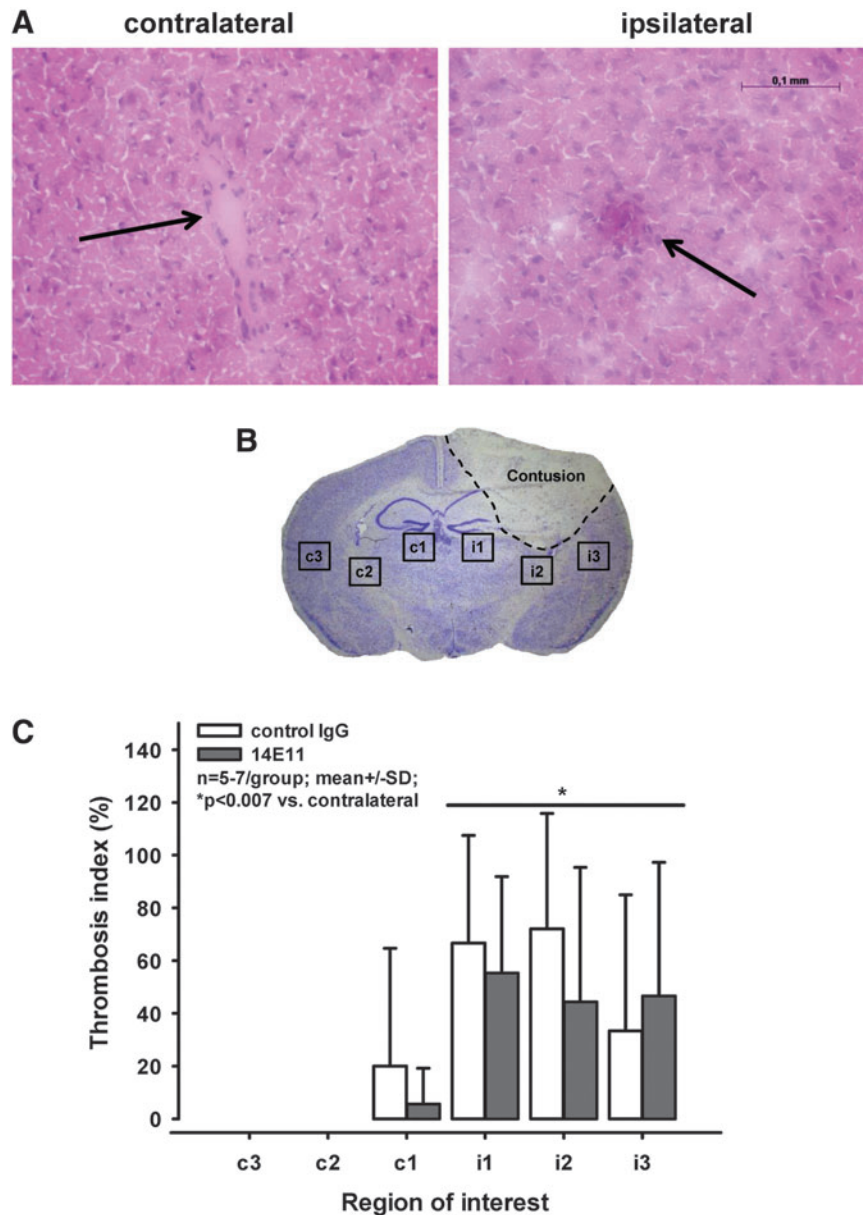 A
contralateral
ipsilateral
0,1 mm
B
Contusion
c3
c2
c1
i1
i2
i3
C
control IgG
14E11
n=5-7/group; mean+/-SD;
*p<0.007 vs. contralateral
*
Thrombosis index (%)
140
120
100
80
60
40
20
0
c3 c2 c1 i1 i2 i3
Region of interest